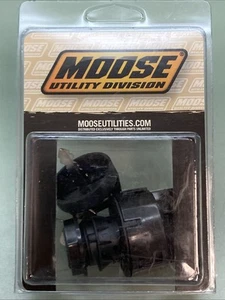 MOOSE
UTILITY DIVISION
MOOSEUTILITIES.COM
DISTRIBUTED EXCLUSIVELY THROUGH PARTS UNLIMITED